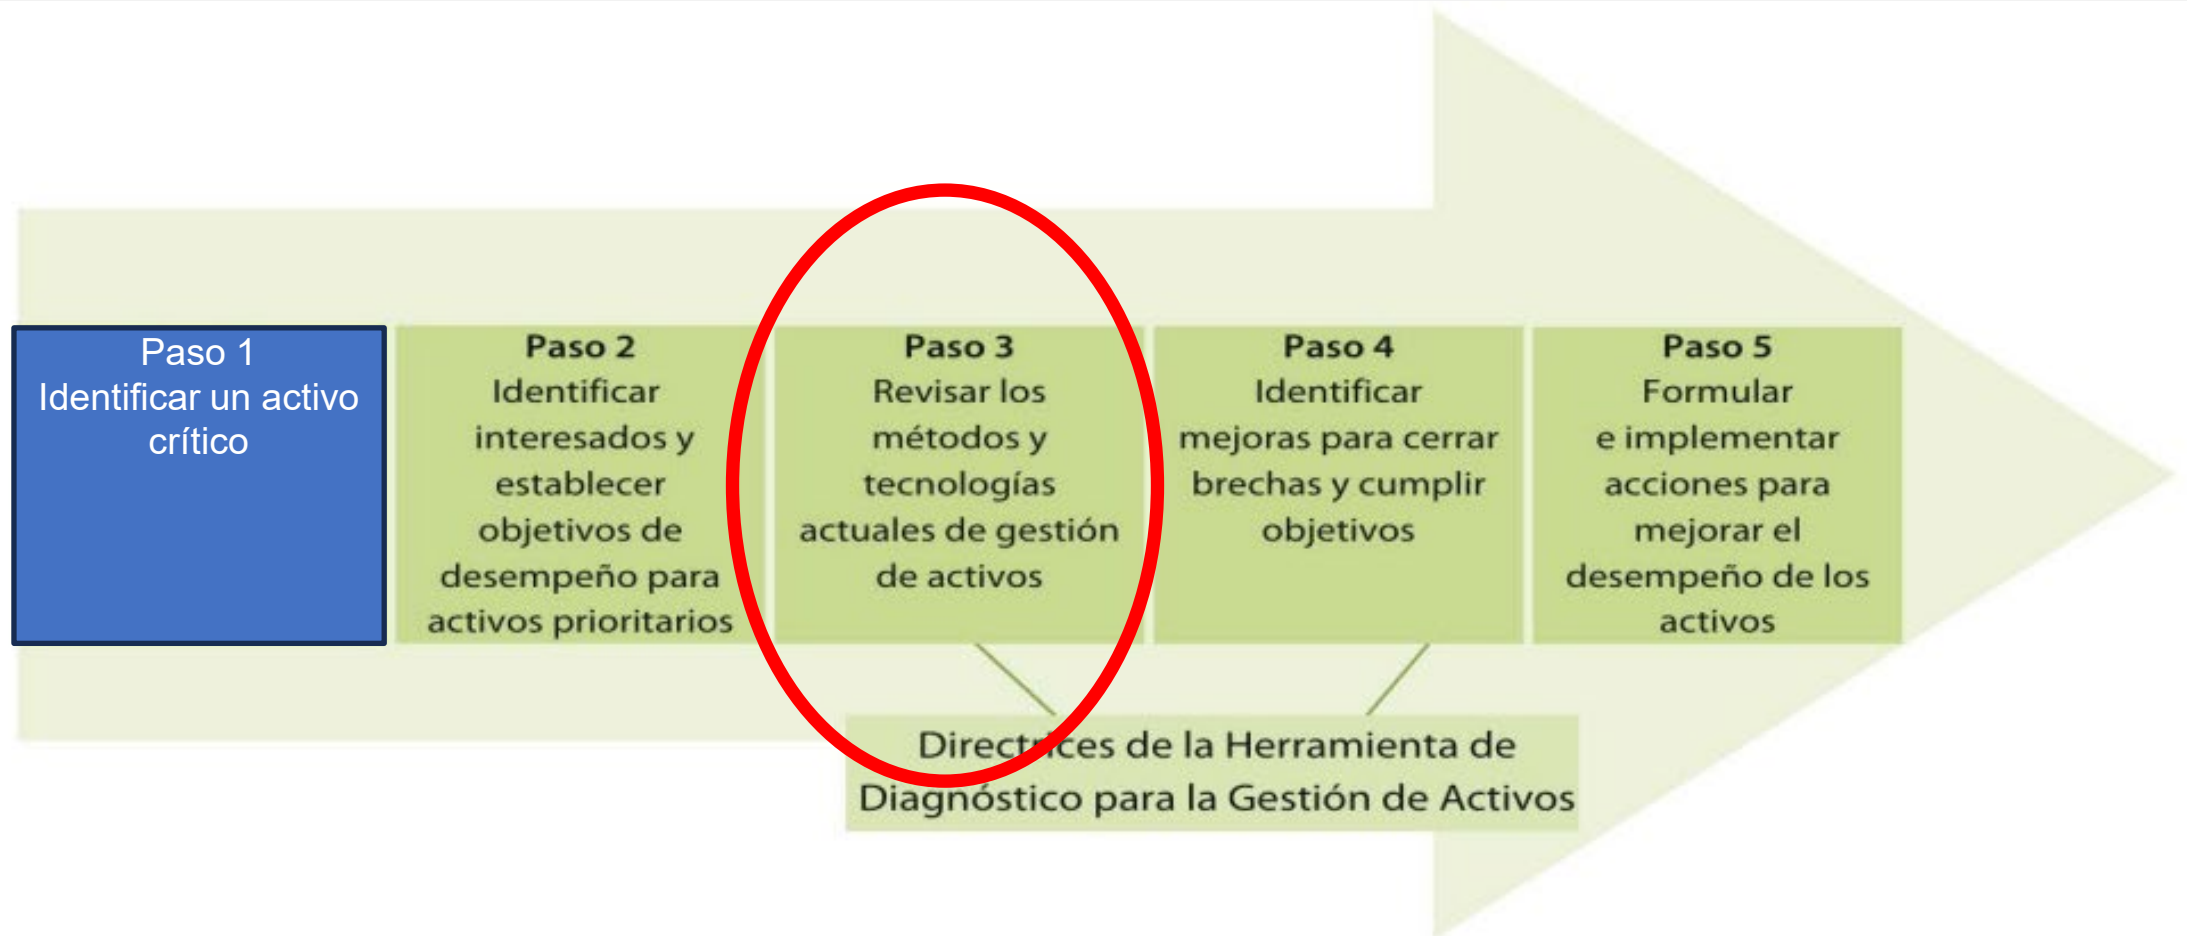 Paso 1
Identificar un activo
crítico
Paso 2
Identificar
interesados y
establecer
objetivos de
desempeño para
activos prioritarios
Paso 3
Revisar los
métodos y
tecnologías
actuales de gestión
de activos
Paso 4
Identificar
mejoras para cerrar
brechas y cumplir
objetivos
Paso 5
Formular
e implementar
acciones para
mejorar el
desempeño de los
activos
Directrices de la Herramienta de
Diagnóstico para la Gestión de Activos